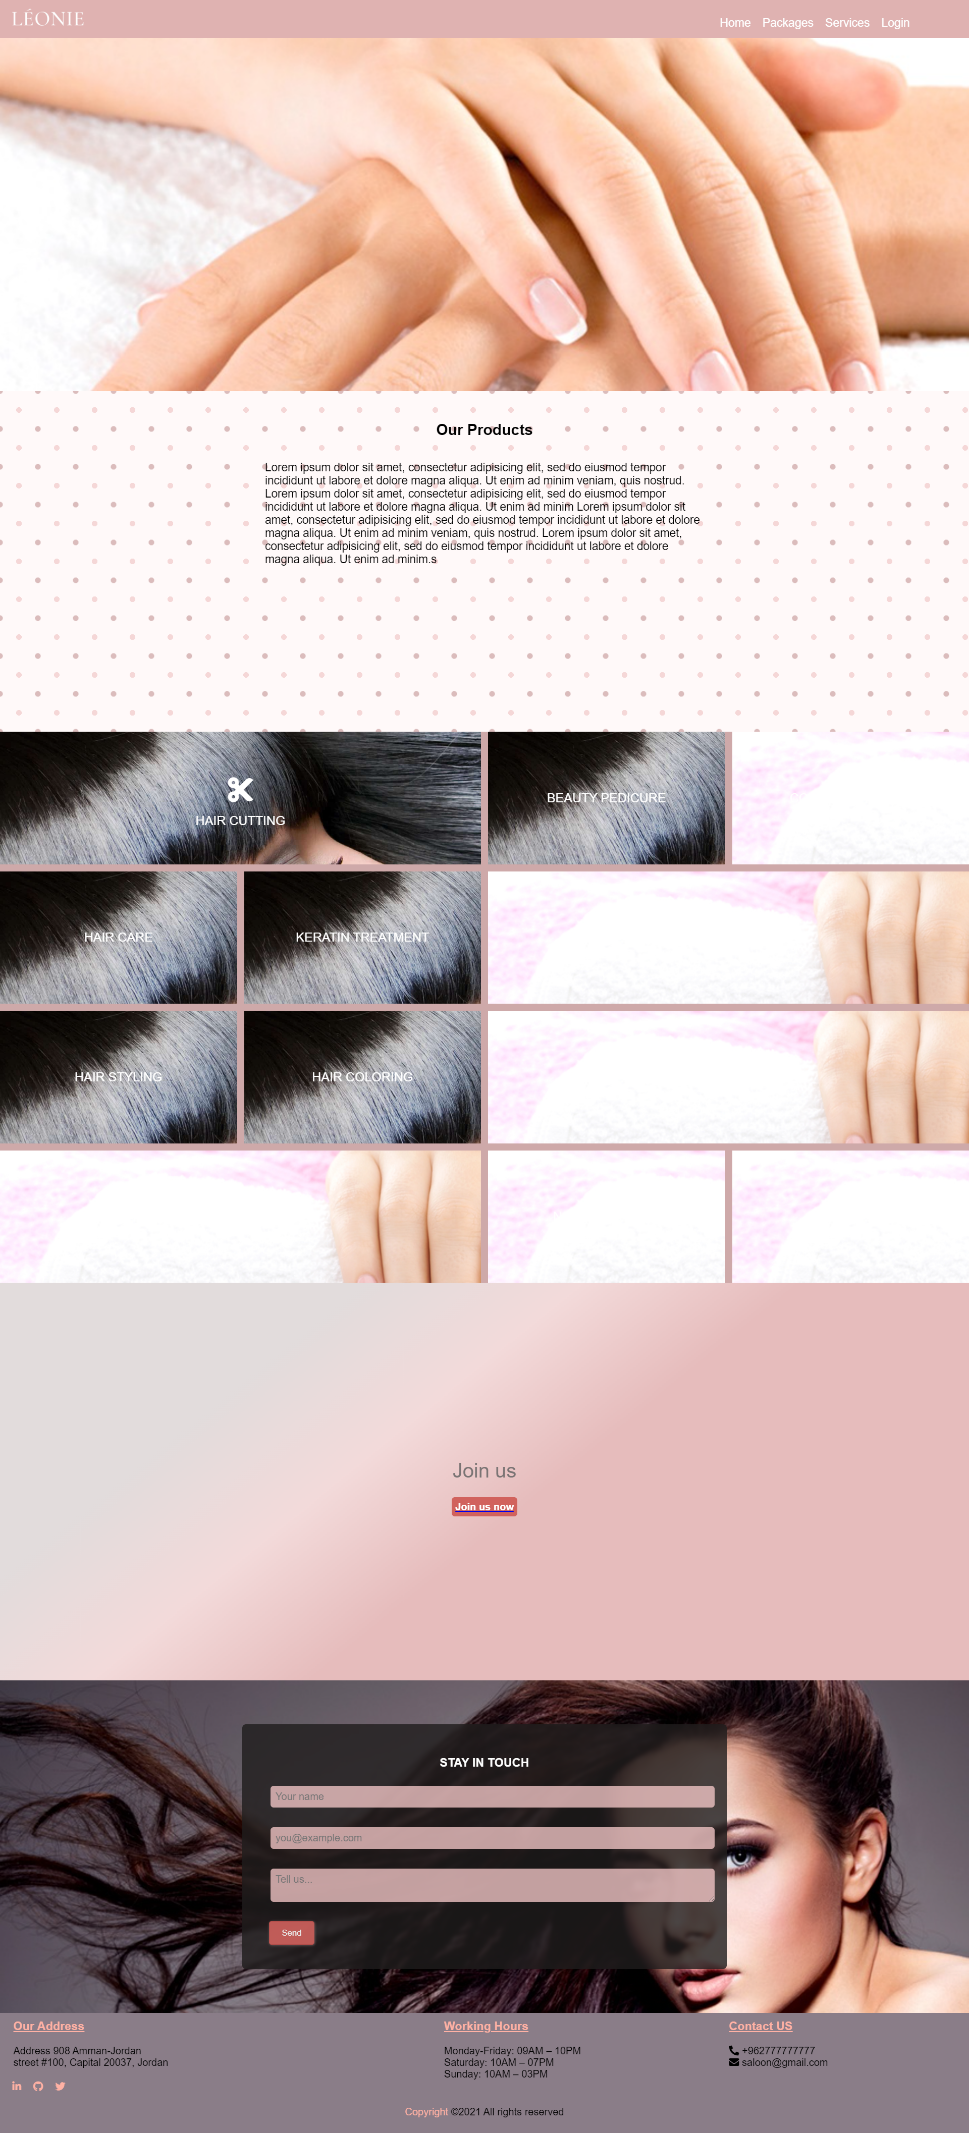 LÉONIE
Home Packages Services Login
Our Products
Lorem ipsum dolor sit amet, consectetur adipisicing elit, sed do eiusmod tempor
incididunt ut labore et dolore magna aliqua. Ut enim ad minim veniam, quis nostrud.
Lorem ipsum dolor sit amet, consectetur adipisicing elit, sed do eiusmod tempor
incididunt ut labore et dolore magna aliqua. Ut enim ad minim Lorem ipsum dolor sit
amet, consectetur adipisicing elit, sed do eiusmod tempor incididunt ut labore et dolore
magna aliqua. Ut enim ad minim veniam, quis nostrud. Lorem ipsum dolor sit amet,
consectetur adipisicing elit, sed do eiusmod tempor incididunt ut labore et dolore
magna aliqua. Ut enim ad minim.s
HAIR CUTTING
BEAUTY PEDICURE
HAIR CARE
KERATIN TREATMENT
HAIR STYLING
HAIR COLORING
Join us
Join us now
STAY IN TOUCH
Your name
you@example.com
Tell us...
Send
Our Address
Address 908 Amman-Jordan
street #100, Capital 20037, Jordan
Working Hours
Monday-Friday: 09AM – 10PM
Saturday: 10AM – 07PM
Sunday: 10AM – 03PM
Contact US
+962777777777
saloon@gmail.com
Copyright ©2021 All rights reserved